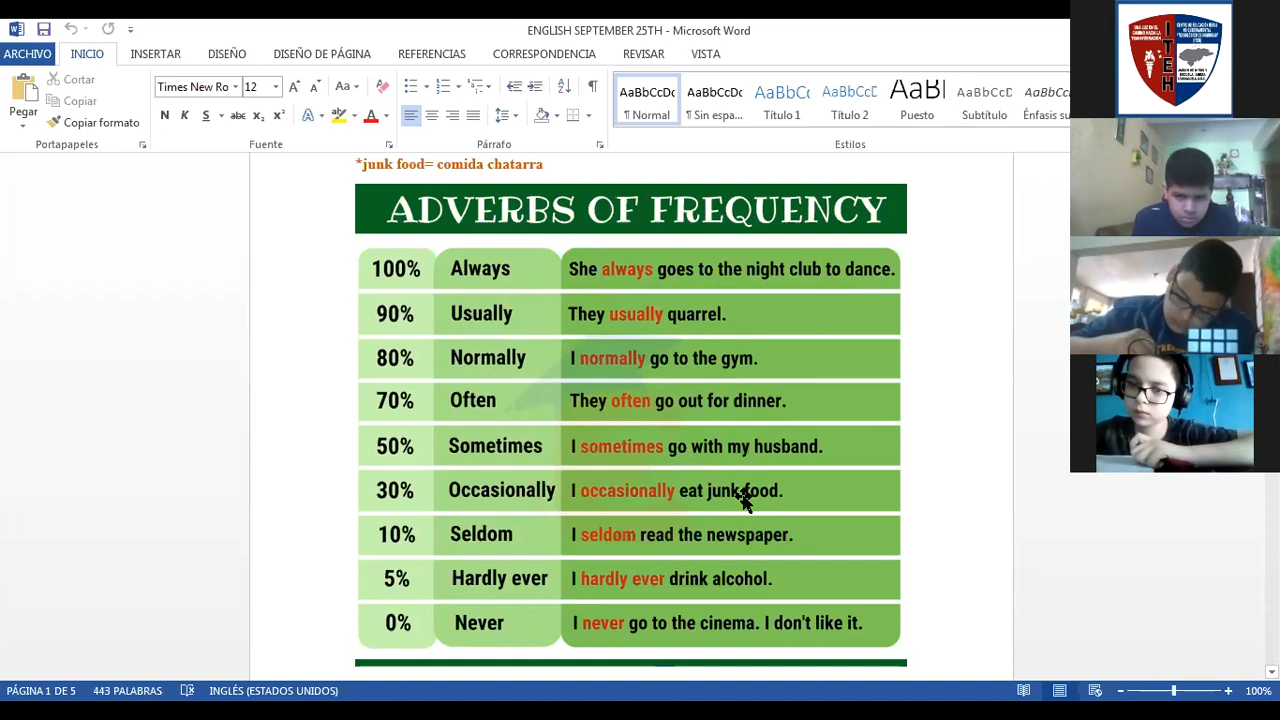 ENGLISH SEPTEMBER 25TH - Microsoft Word
ARCHIVO INICIO INSERTAR DISEÑO DISEÑO DE PÁGINA REFERENCIAS CORRESPONDENCIA REVISAR VISTA
Pegar
Cortar
Copiar
Copiar formato
Portapapeles
Times New Ro 12
Fuente
Párrafo
AaBbCcDc AaBbCcDc AaBbCc AaBbCcD AaBl AaBbCcD AaBbCcDc
¶ Normal ¶ Sin espa... Título 1 Título 2 Puesto Subtítulo Énfasis su
Estilos
*junk food= comida chatarra
ADVERBS OF FREQUENCY
100% Always She always goes to the night club to dance.
90% Usually They usually quarrel.
80% Normally I normally go to the gym.
70% Often They often go out for dinner.
50% Sometimes I sometimes go with my husband.
30% Occasionally I occasionally eat junk food.
10% Seldom I seldom read the newspaper.
5% Hardly ever I hardly ever drink alcohol.
0% Never I never go to the cinema. I don't like it.
PÁGINA 1 DE 5 443 PALABRAS INGLÉS (ESTADOS UNIDOS) 100%
ITEH